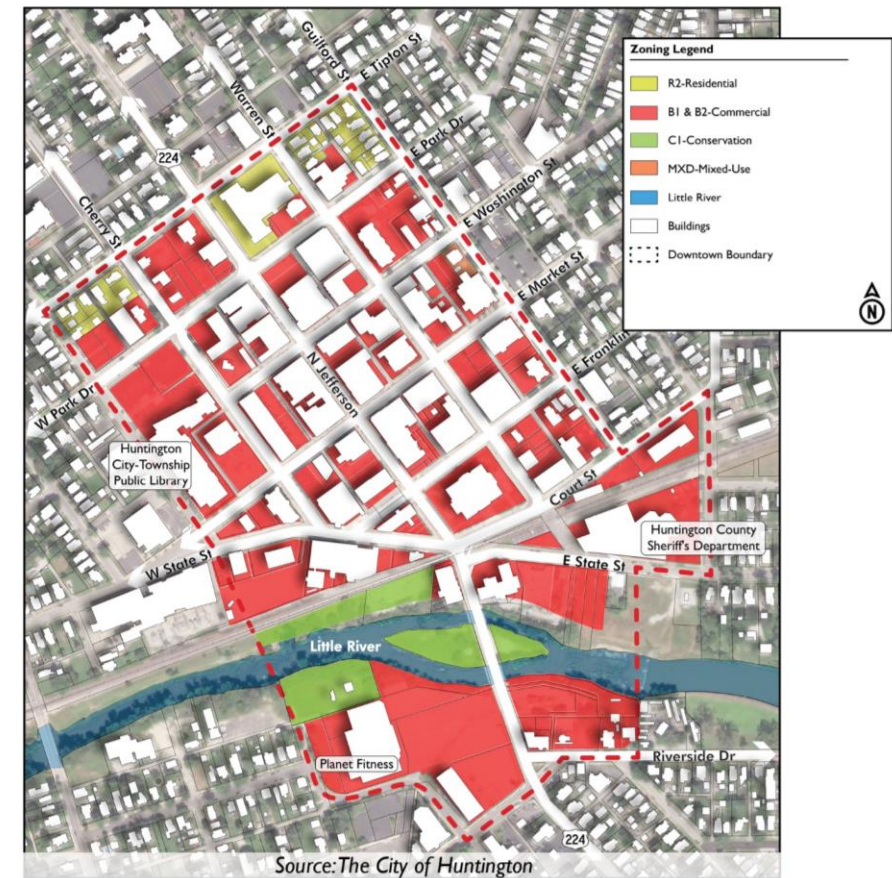 Zoning Legend
R2-Residential
B1 & B2-Commercial
C1-Conservation
MXD-Mixed-Use
Little River
Buildings
Downtown Boundary
N
Guilford St
E Tipton St
Warren St
224
E Park Dr
Cherry St
E Washington St
E Market St
E Franklin
N Jefferson
W Park Dr
Huntington
City-Township
Public Library
Court St
Huntington County
Sheriff's Department
W State St
E State St
Little River
Planet Fitness
Riverside Dr
224
Source: The City of Huntington